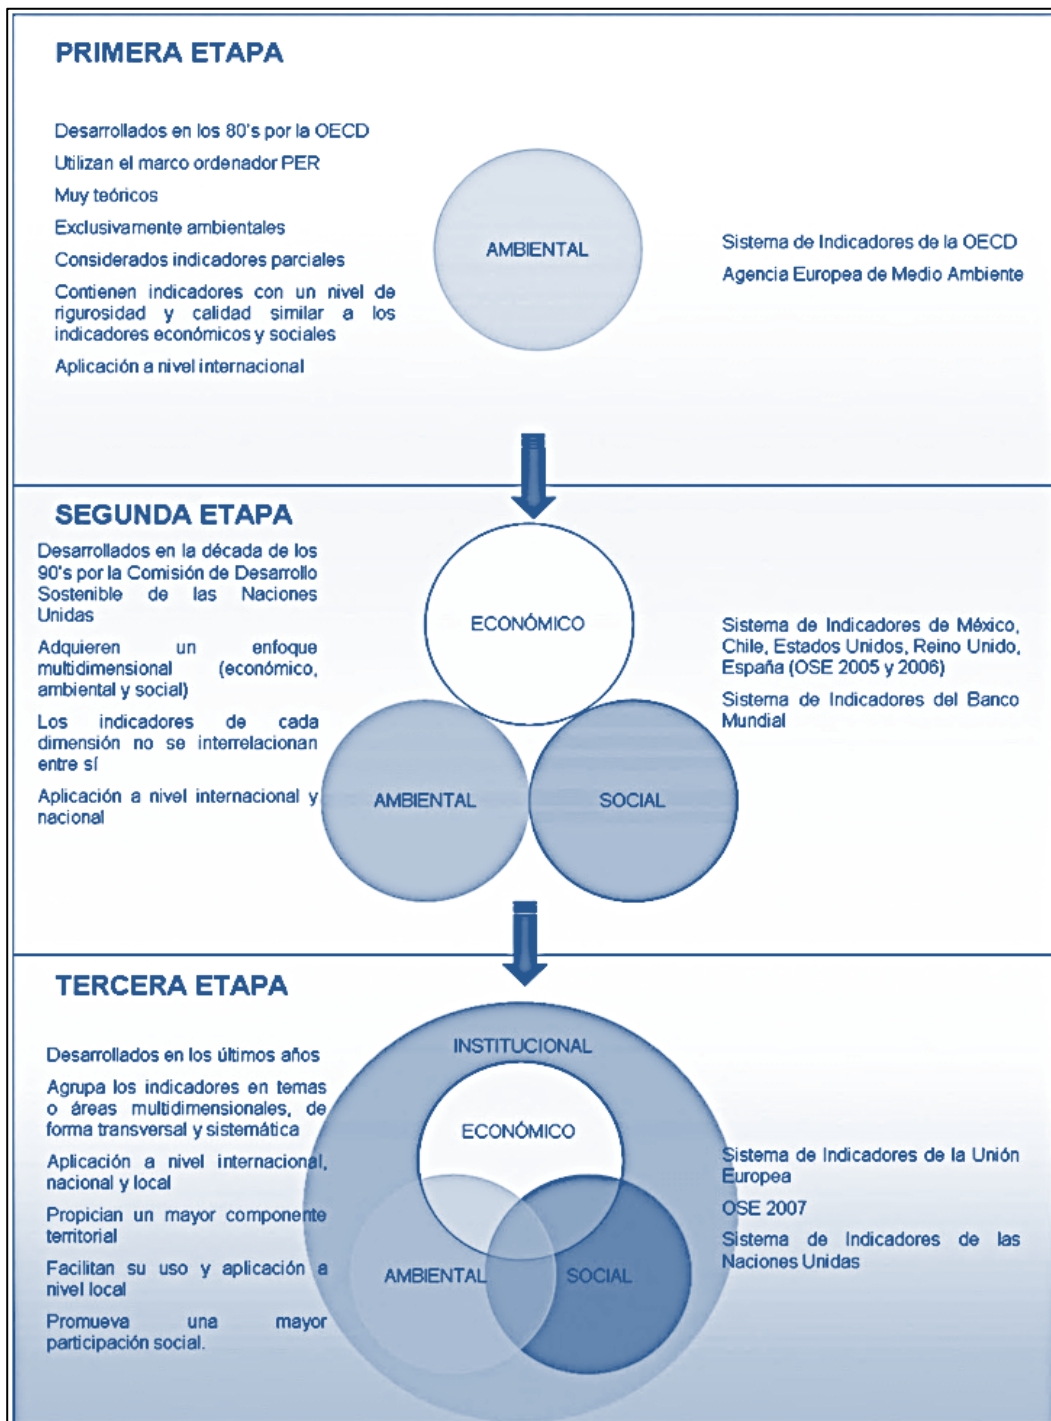 PRIMERA ETAPA
Desarrollados en los 80's por la OECD
Utilizan el marco ordenador PER
Muy teóricos
Exclusivamente ambientales
Considerados indicadores parciales
Contienen indicadores con un nivel de
rigurosidad y calidad similar a los
indicadores económicos y sociales
Aplicación a nivel internacional
AMBIENTAL
Sistema de Indicadores de la OECD
Agencia Europea de Medio Ambiente
SEGUNDA ETAPA
Desarrollados en la década de los
90's por la Comisión de Desarrollo
Sostenible de las Naciones
Unidas
Adquieren un enfoque
multidimensional (económico,
ambiental y social)
Los indicadores de cada
dimensión no se interrelacionan
entre sí
Aplicación a nivel internacional y
nacional
ECONÓMICO
AMBIENTAL
SOCIAL
Sistema de Indicadores de México,
Chile, Estados Unidos, Reino Unido,
España (OSE 2005 y 2006)
Sistema de Indicadores del Banco
Mundial
TERCERA ETAPA
Desarrollados en los últimos años
Agrupa los indicadores en temas
o áreas multidimensionales, de
forma transversal y sistemática
Aplicación a nivel internacional,
nacional y local
Propician un mayor componente
territorial
Facilitan su uso y aplicación a
nivel local
Promueva una mayor
participación social.
INSTITUCIONAL
ECONÓMICO
AMBIENTAL
SOCIAL
Sistema de Indicadores de la Unión
Europea
OSE 2007
Sistema de Indicadores de las
Naciones Unidas